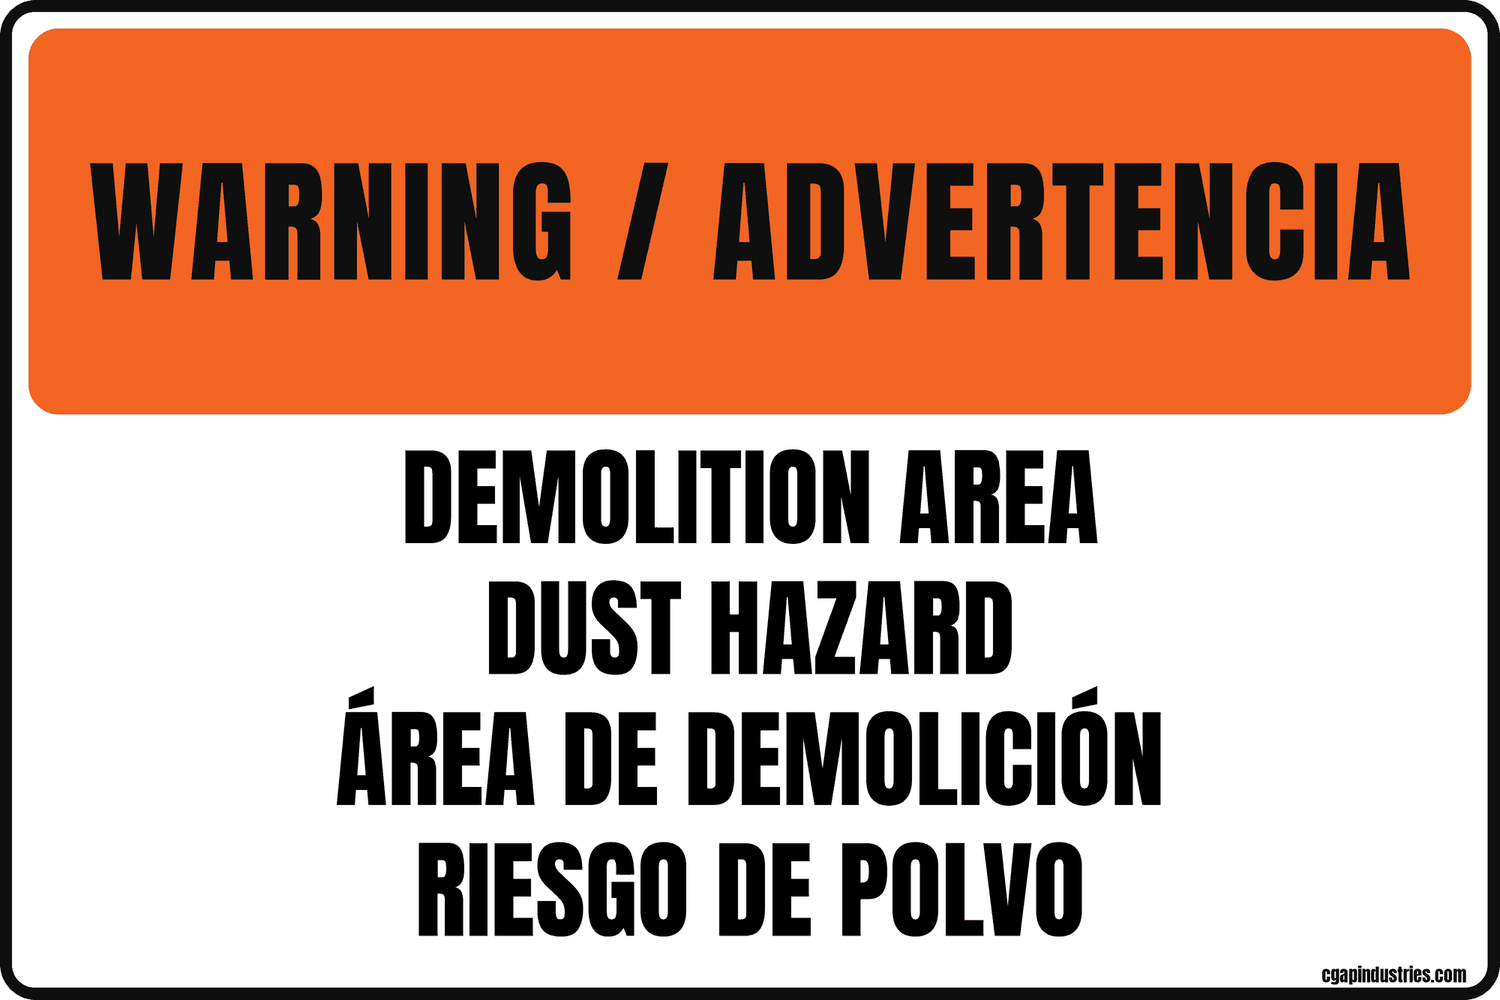 WARNING / ADVERTENCIA
DEMOLITION AREA
DUST HAZARD
ÁREA DE DEMOLICIÓN
RIESGO DE POLVO
cgapindustries.com